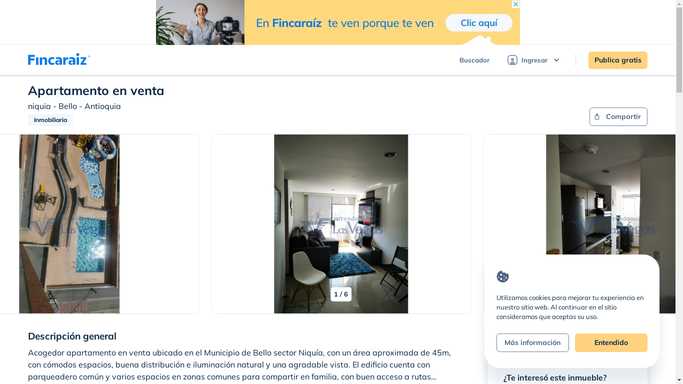 En Fincaraíz te ven porque te ven
Clic aquí
Fincaraíz
Buscador
Ingresar
Publica gratis
Apartamento en venta
niquia - Bello - Antioquia
Inmobiliaria
Compartir
Las Vegas
1 / 6
Utilizamos cookies para mejorar tu experiencia en
nuestro sitio web. Al continuar en el sitio
consideramos que aceptas su uso.
Más información
Entendido
Descripción general
Acogedor apartamento en venta ubicado en el Municipio de Bello sector Niquía, con un área aproximada de 45m,
con cómodos espacios, buena distribución e iluminación natural y una agradable vista. El edificio cuenta con
parqueadero común y varios espacios en zonas comunes para compartir en familia, con buen acceso a rutas...
¿Te interesó este inmueble?